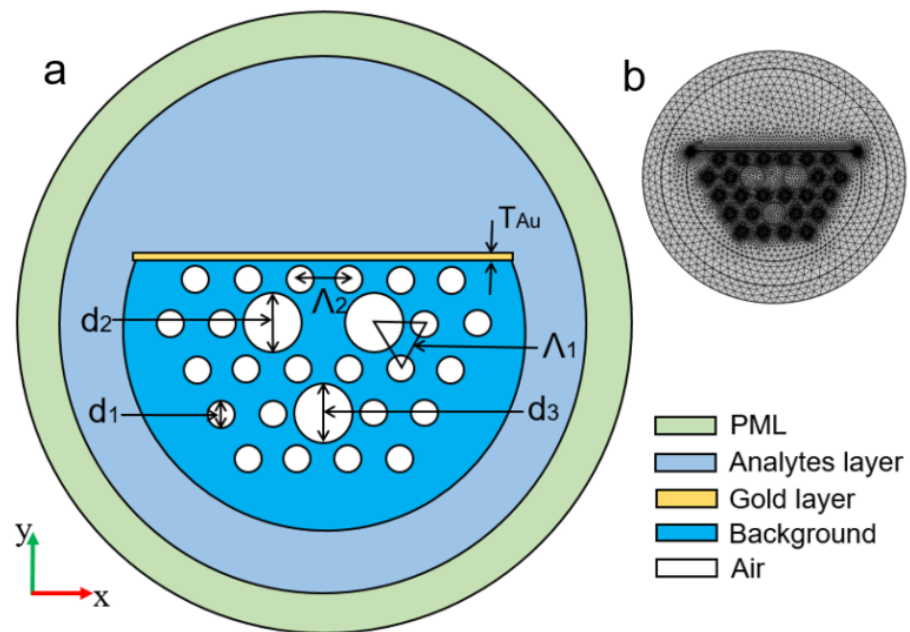 a
b
TAu
Λ2
d2
Λ1
d1
d3
PML
Analytes layer
Gold layer
Background
Air
y
x